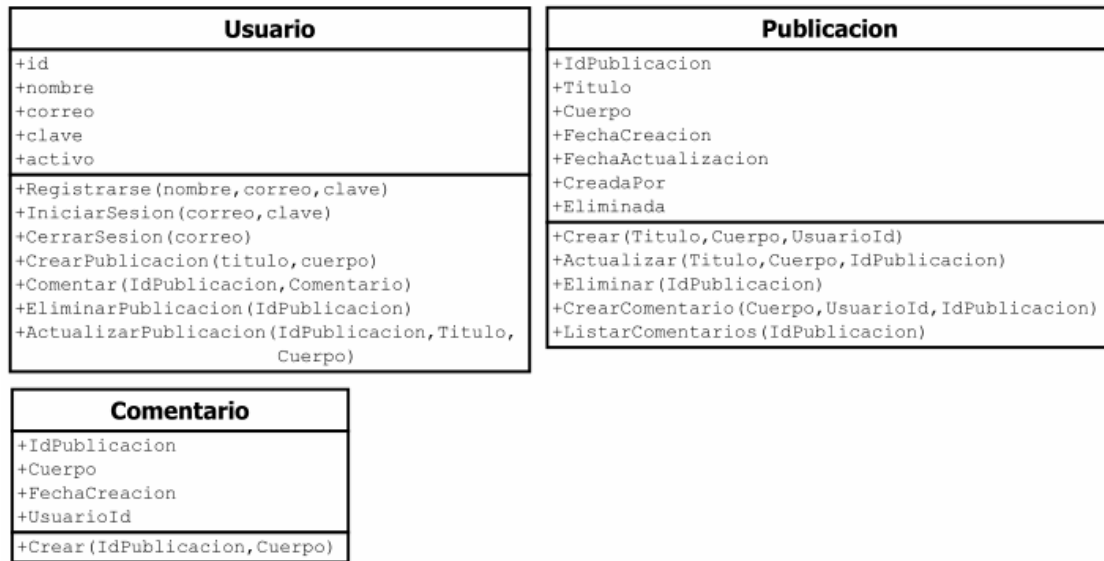 Usuario
+id
+nombre
+correo
+clave
+activo
+Registrarse(nombre,correo,clave)
+IniciarSesion(correo,clave)
+CerrarSesion(correo)
+CrearPublicacion(titulo,cuerpo)
+Comentar(IdPublicacion,Comentario)
+EliminarPublicacion(IdPublicacion)
+ActualizarPublicacion(IdPublicacion,Titulo,
Cuerpo)
Publicacion
+IdPublicacion
+Titulo
+Cuerpo
+FechaCreacion
+FechaActualizacion
+CreadaPor
+Eliminada
+Crear(Titulo,Cuerpo,UsuarioId)
+Actualizar(Titulo,Cuerpo,IdPublicacion)
+Eliminar(IdPublicacion)
+CrearComentario(Cuerpo,UsuarioId,IdPublicacion)
+ListarComentarios(IdPublicacion)
Comentario
+IdPublicacion
+Cuerpo
+FechaCreacion
+UsuarioId
+Crear(IdPublicacion,Cuerpo)